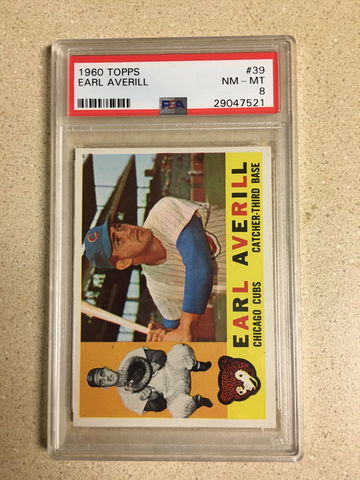 1960 TOPPS #39
EARL AVERILL NM - MT
8
PSA 29047521
EARL AVERILL
CHICAGO CUBS CATCHER-THIRD BASE